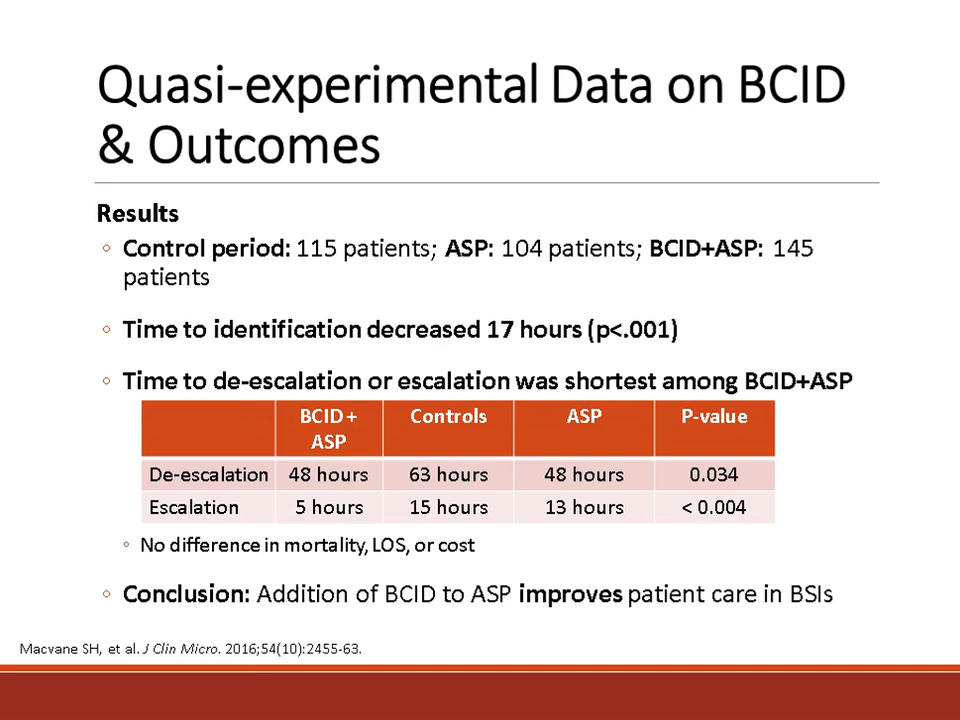 Quasi-experimental Data on BCID
& Outcomes
Results
◦ Control period: 115 patients; ASP: 104 patients; BCID+ASP: 145
patients
◦ Time to identification decreased 17 hours (p<.001)
◦ Time to de-escalation or escalation was shortest among BCID+ASP
BCID + ASP Controls ASP P-value
De-escalation 48 hours 63 hours 48 hours 0.034
Escalation 5 hours 15 hours 13 hours < 0.004
◦ No difference in mortality, LOS, or cost
◦ Conclusion: Addition of BCID to ASP improves patient care in BSIs
Macvane SH, et al. J Clin Micro. 2016;54(10):2455-63.